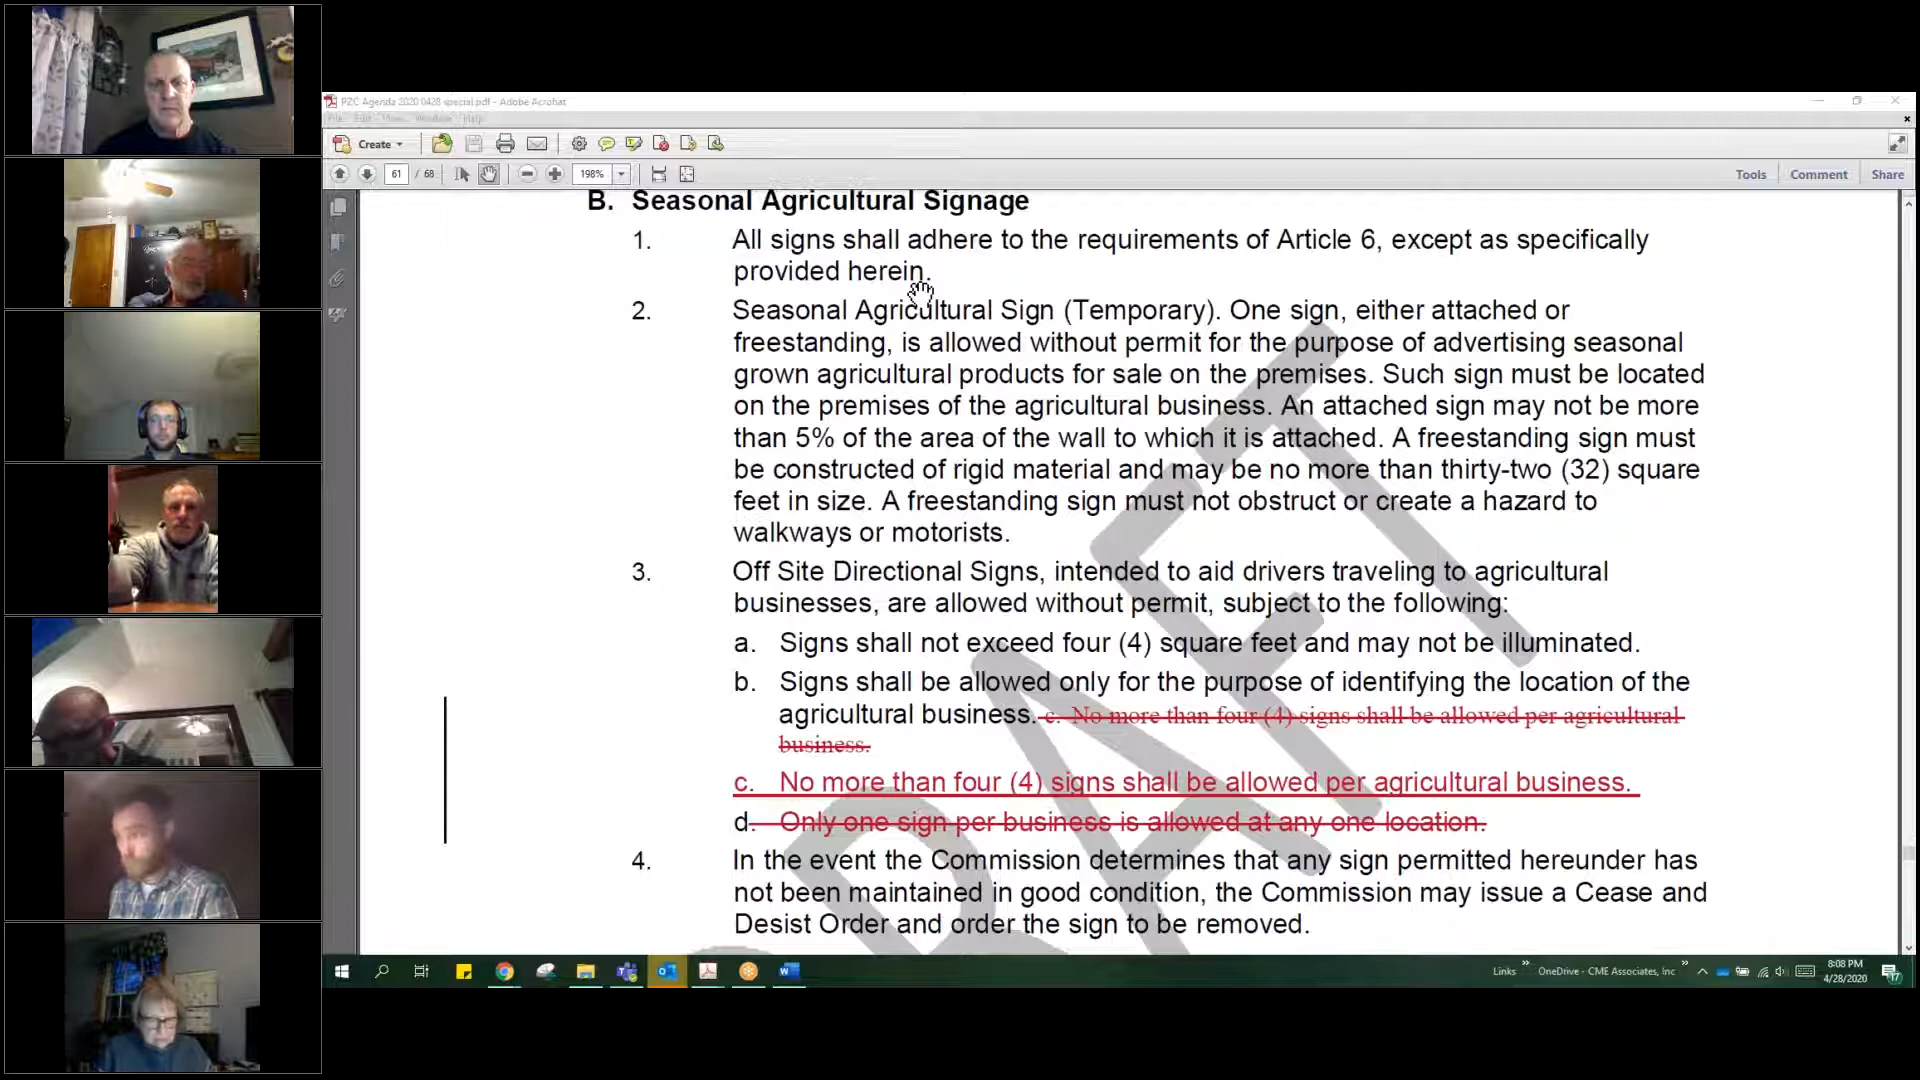 PZC Agenda 2020 0428 special.pdf - Adobe Acrobat
File Edit View Window Help
Create
61 / 68
198%
Tools
Comment
Share
B. Seasonal Agricultural Signage
1. All signs shall adhere to the requirements of Article 6, except as specifically
provided herein.
2. Seasonal Agricultural Sign (Temporary). One sign, either attached or
freestanding, is allowed without permit for the purpose of advertising seasonal
grown agricultural products for sale on the premises. Such sign must be located
on the premises of the agricultural business. An attached sign may not be more
than 5% of the area of the wall to which it is attached. A freestanding sign must
be constructed of rigid material and may be no more than thirty-two (32) square
feet in size. A freestanding sign must not obstruct or create a hazard to
walkways or motorists.
3. Off Site Directional Signs, intended to aid drivers traveling to agricultural
businesses, are allowed without permit, subject to the following:
a. Signs shall not exceed four (4) square feet and may not be illuminated.
b. Signs shall be allowed only for the purpose of identifying the location of the
agricultural business. c. No more than four (4) signs shall be allowed per agricultural
business.
c. No more than four (4) signs shall be allowed per agricultural business.
d. Only one sign per business is allowed at any one location.
4. In the event the Commission determines that any sign permitted hereunder has
not been maintained in good condition, the Commission may issue a Cease and
Desist Order and order the sign to be removed.
DRAFT
Links
OneDrive - CME Associates, Inc
8:08 PM
4/28/2020
17